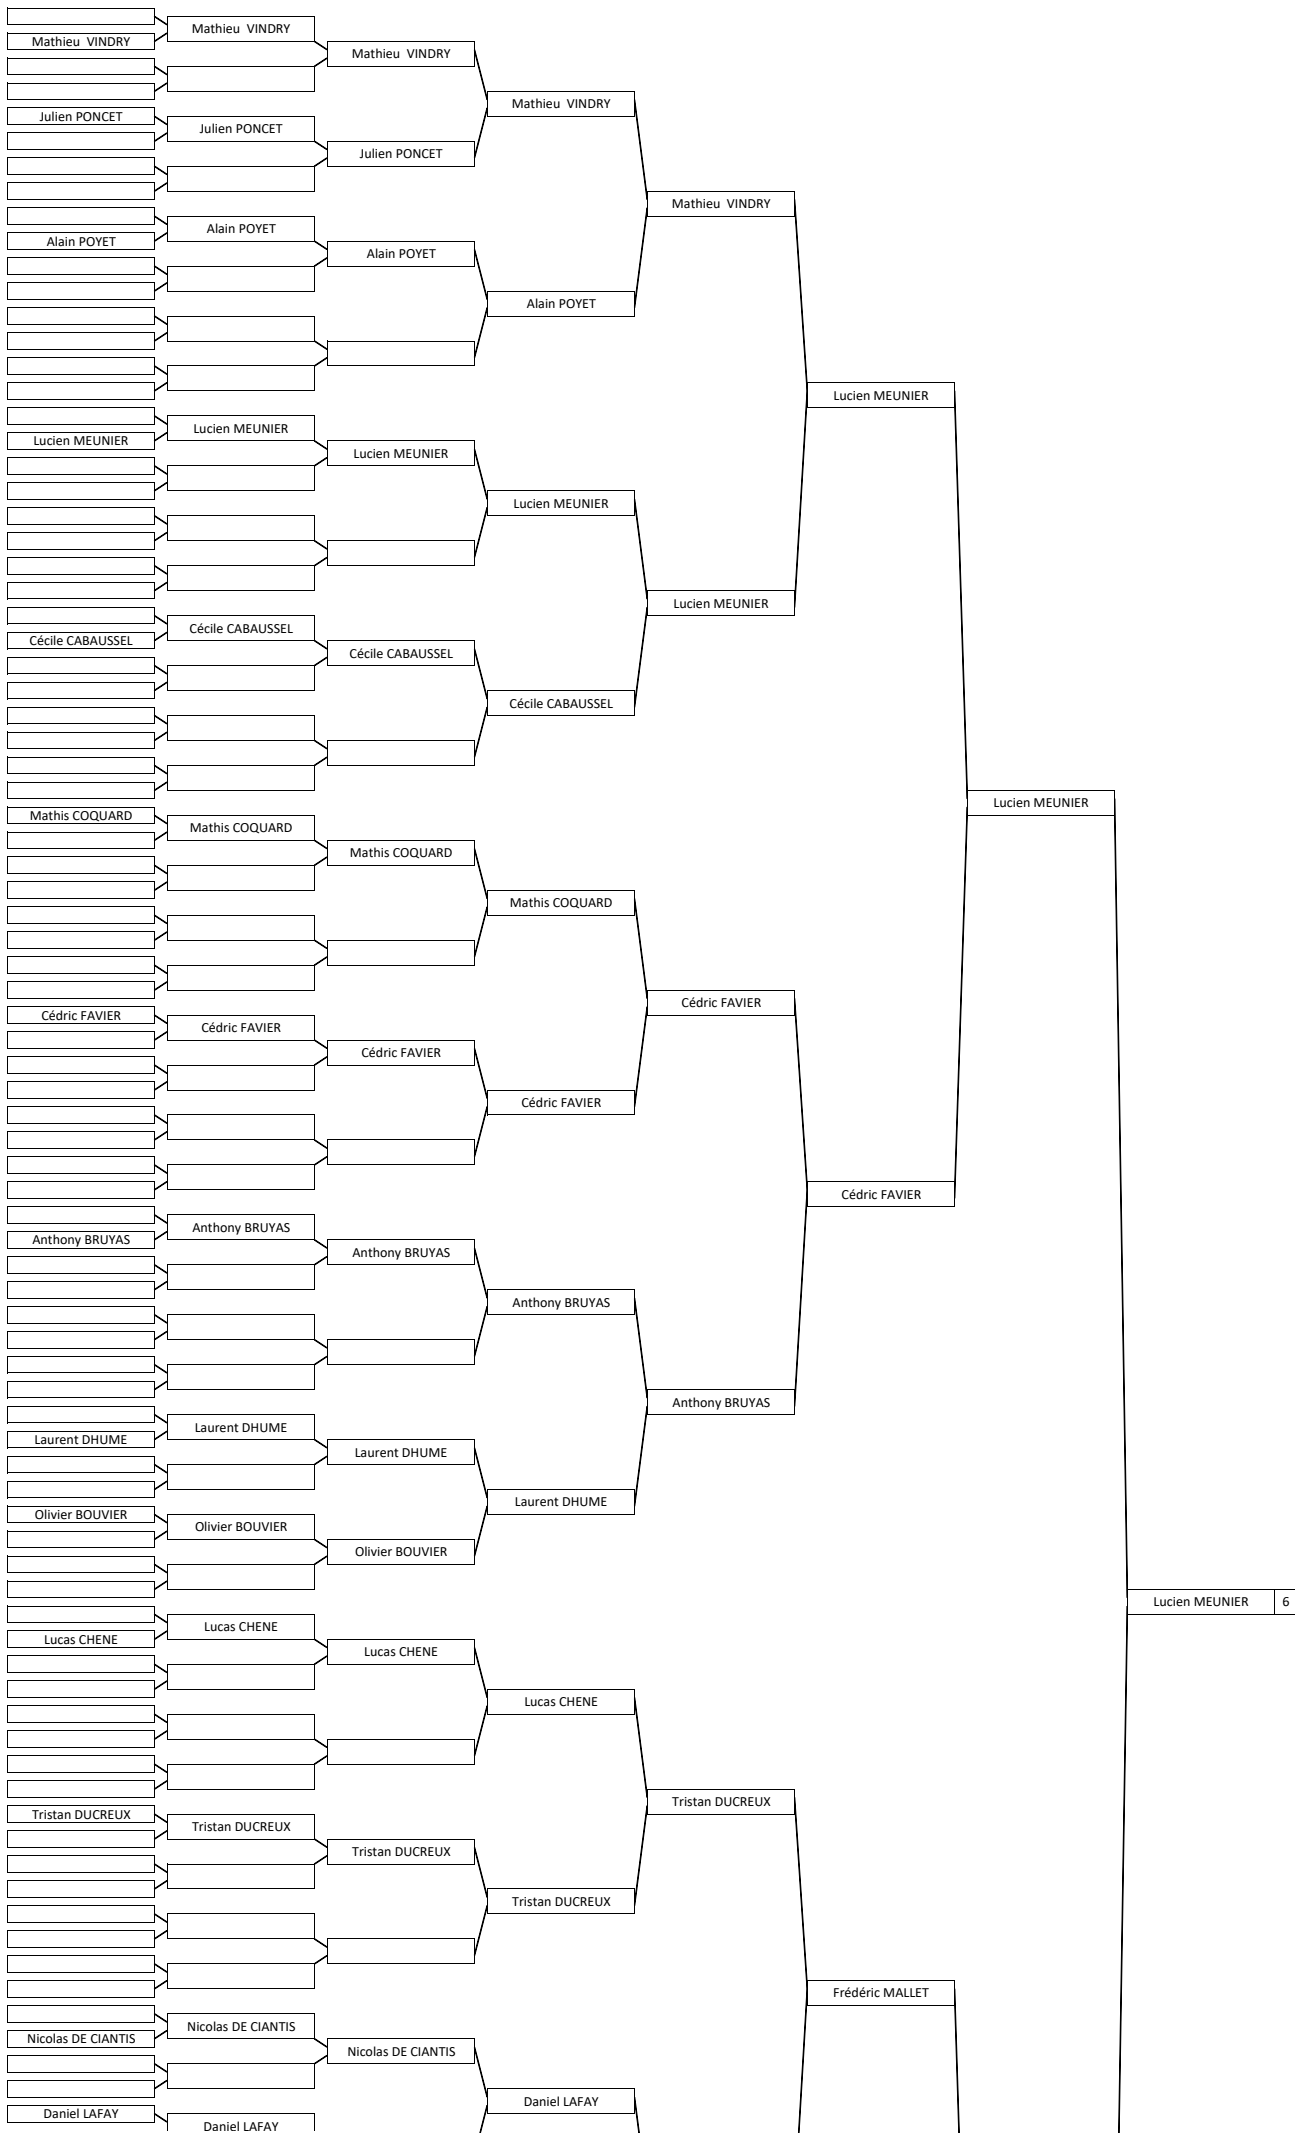 Mathieu  VINDRY
Mathieu  VINDRY
Mathieu  VINDRY
Mathieu  VINDRY
Julien PONCET
Julien PONCET
Julien PONCET
Mathieu  VINDRY
Alain POYET
Alain POYET
Alain POYET
Alain POYET
Lucien MEUNIER
Lucien MEUNIER
Lucien MEUNIER
Lucien MEUNIER
Lucien MEUNIER
Lucien MEUNIER
Cécile CABAUSSEL
Cécile CABAUSSEL
Cécile CABAUSSEL
Cécile CABAUSSEL
Lucien MEUNIER
Mathis COQUARD
Mathis COQUARD
Mathis COQUARD
Mathis COQUARD
Cédric FAVIER
Cédric FAVIER
Cédric FAVIER
Cédric FAVIER
Cédric FAVIER
Cédric FAVIER
Anthony BRUYAS
Anthony BRUYAS
Anthony BRUYAS
Anthony BRUYAS
Anthony BRUYAS
Laurent DHUME
Laurent DHUME
Laurent DHUME
Laurent DHUME
Olivier BOUVIER
Olivier BOUVIER
Olivier BOUVIER
Lucien MEUNIER 6
Lucas CHENE
Lucas CHENE
Lucas CHENE
Lucas CHENE
Tristan DUCREUX
Tristan DUCREUX
Tristan DUCREUX
Tristan DUCREUX
Tristan DUCREUX
Frédéric MALLET
Nicolas DE CIANTIS
Nicolas DE CIANTIS
Nicolas DE CIANTIS
Daniel LAFAY
Daniel LAFAY
Daniel LAFAY